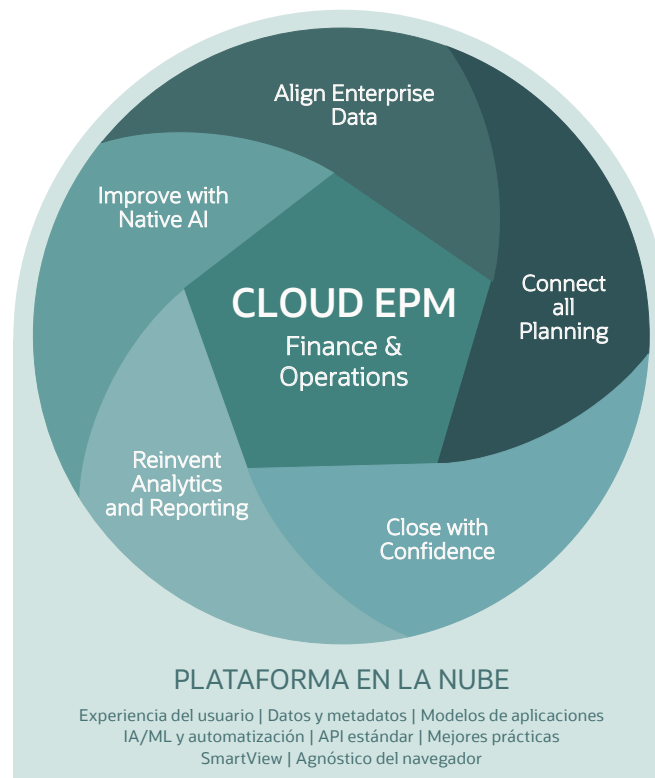 Align Enterprise
Data
Improve with
Native AI
Connect
all
Planning
CLOUD EPM
Finance &
Operations
Reinvent
Analytics
and Reporting
Close with
Confidence
PLATAFORMA EN LA NUBE
Experiencia del usuario | Datos y metadatos | Modelos de aplicaciones
IA/ML y automatización | API estándar | Mejores prácticas
SmartView | Agnóstico del navegador